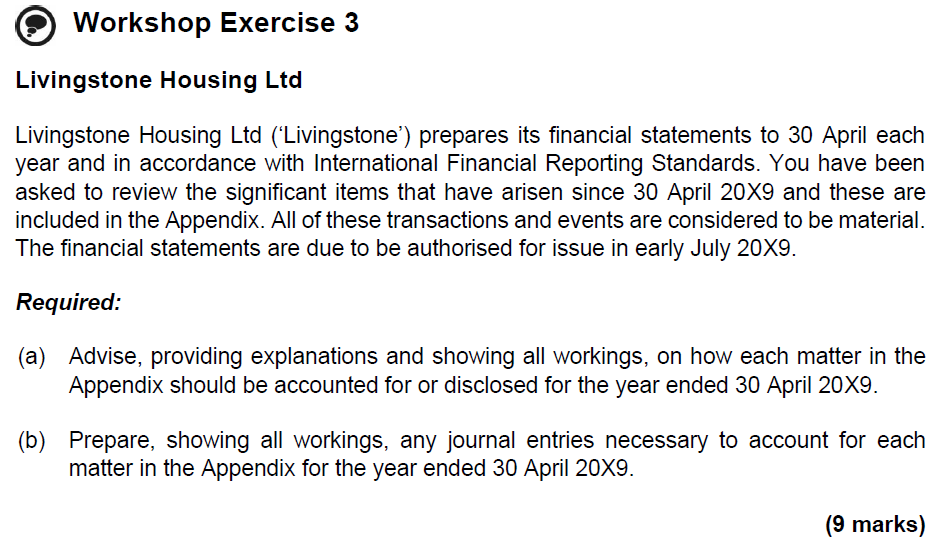 Workshop Exercise 3
Livingstone Housing Ltd
Livingstone Housing Ltd (‘Livingstone’) prepares its financial statements to 30 April each
year and in accordance with International Financial Reporting Standards. You have been
asked to review the significant items that have arisen since 30 April 20X9 and these are
included in the Appendix. All of these transactions and events are considered to be material.
The financial statements are due to be authorised for issue in early July 20X9.
Required:
(a) Advise, providing explanations and showing all workings, on how each matter in the
Appendix should be accounted for or disclosed for the year ended 30 April 20X9.
(b) Prepare, showing all workings, any journal entries necessary to account for each
matter in the Appendix for the year ended 30 April 20X9.
(9 marks)